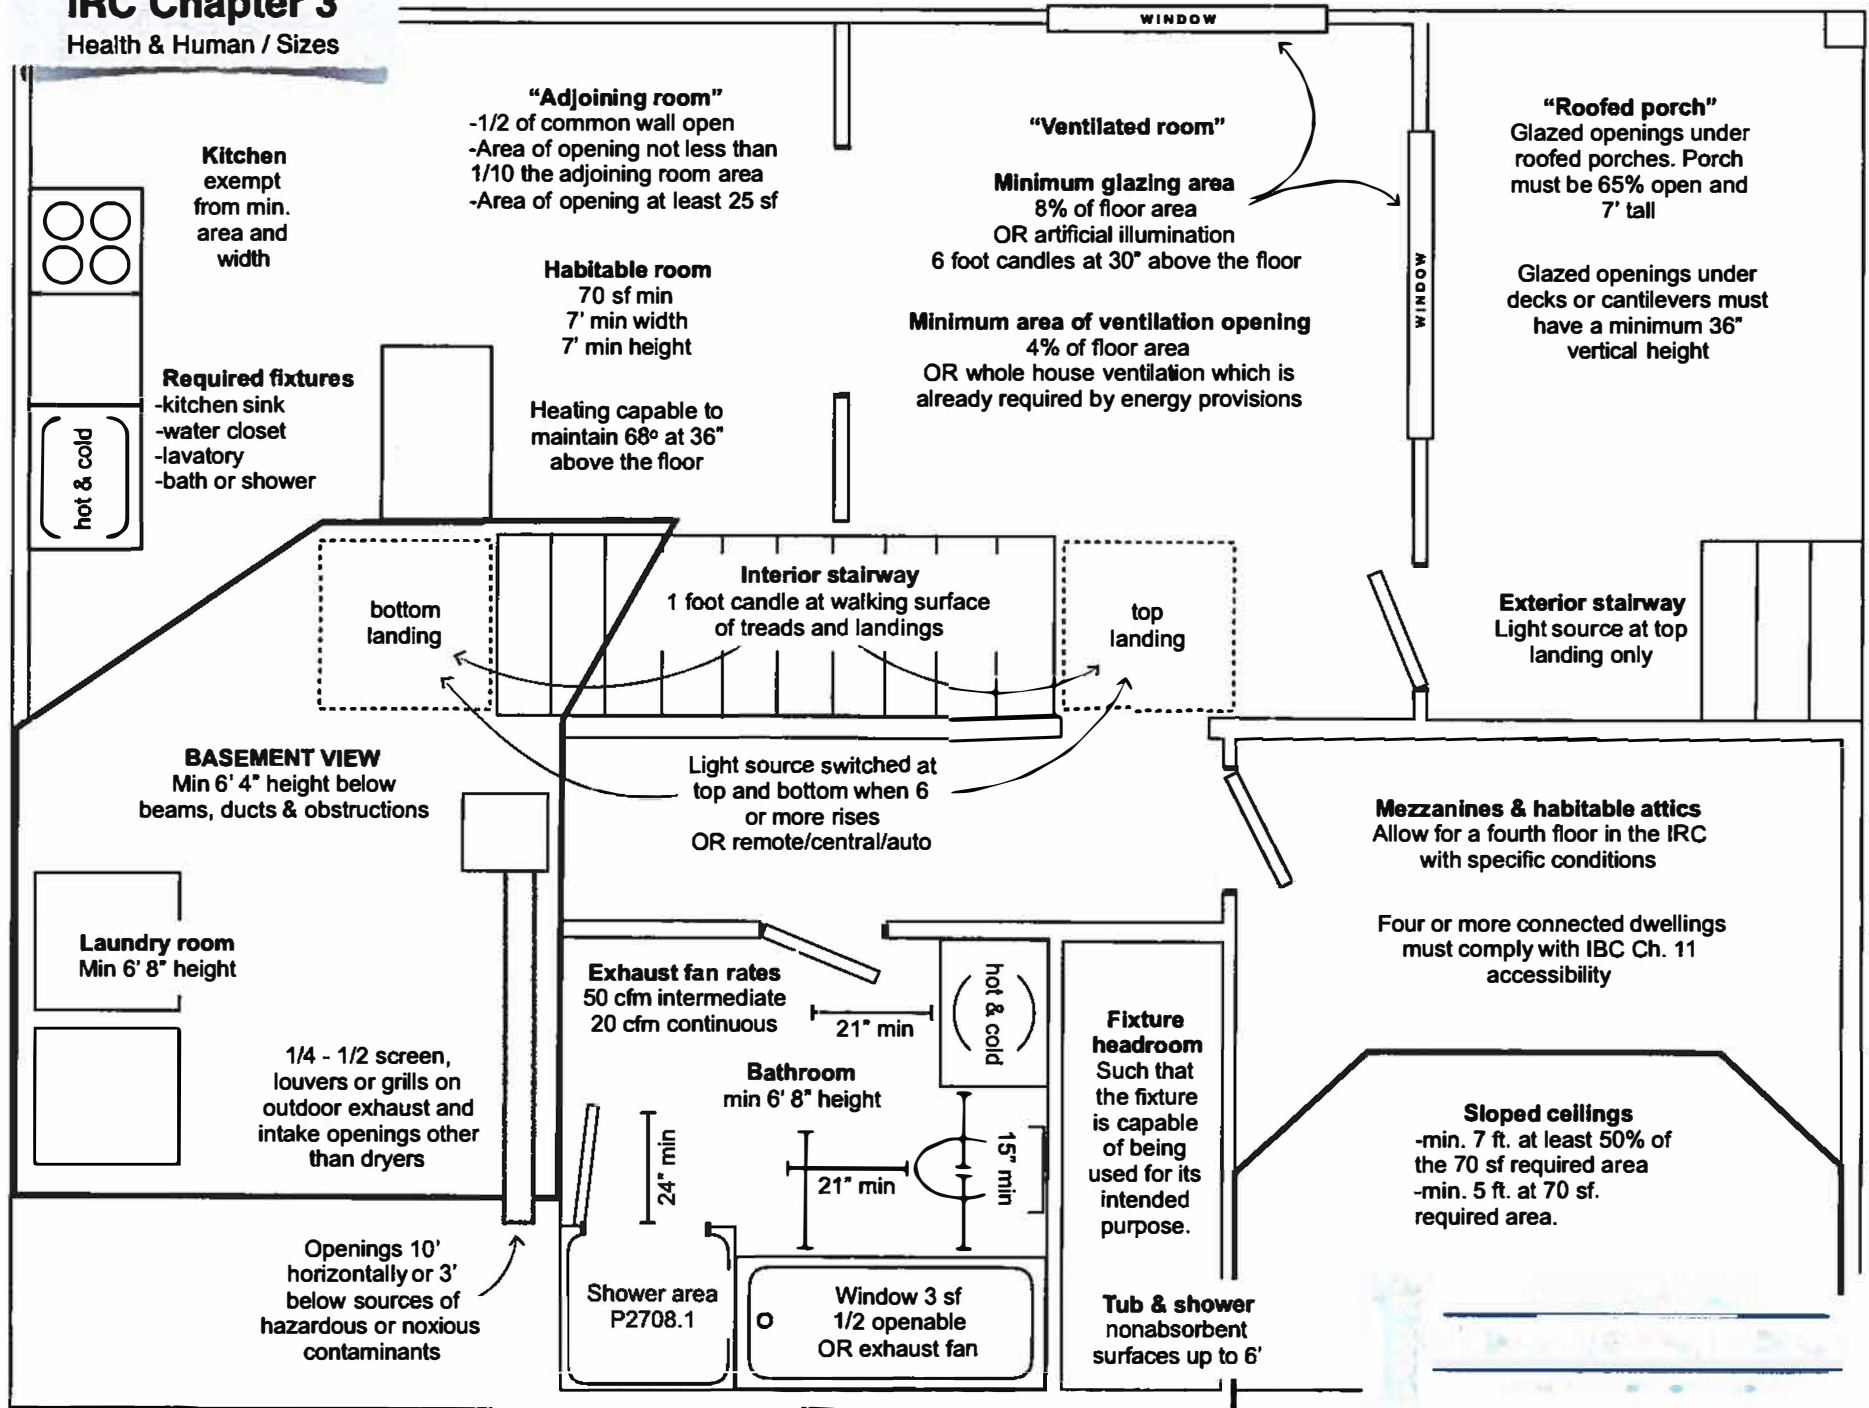 IRC Chapter 3
Health & Human / Sizes
WINDOW
Kitchen
exempt
from min.
area and
width
"Adjoining room"
-1/2 of common wall open
-Area of opening not less than
1/10 the adjoining room area
-Area of opening at least 25 sf
Habitable room
70 sf min
7' min width
7' min height
Heating capable to
maintain 68º at 36"
above the floor
"Ventilated room"
Minimum glazing area
8% of floor area
OR artificial illumination
6 foot candles at 30" above the floor
Minimum area of ventilation opening
4% of floor area
OR whole house ventilation which is
already required by energy provisions
WINDOW
"Roofed porch"
Glazed openings under
roofed porches. Porch
must be 65% open and
7' tall
Glazed openings under
decks or cantilevers must
have a minimum 36"
vertical height
Required fixtures
-kitchen sink
-water closet
-lavatory
-bath or shower
hot & cold
bottom
landing
Interior stairway
1 foot candle at walking surface
of treads and landings
top
landing
Exterior stairway
Light source at top
landing only
BASEMENT VIEW
Min 6' 4" height below
beams, ducts & obstructions
Light source switched at
top and bottom when 6
or more rises
OR remote/central/auto
Mezzanines & habitable attics
Allow for a fourth floor in the IRC
with specific conditions
Four or more connected dwellings
must comply with IBC Ch. 11
accessibility
Laundry room
Min 6' 8" height
1/4 - 1/2 screen,
louvers or grills on
outdoor exhaust and
intake openings other
than dryers
Openings 10'
horizontally or 3'
below sources of
hazardous or noxious
contaminants
Exhaust fan rates
50 cfm intermediate
20 cfm continuous
21" min
hot & cold
Bathroom
min 6' 8" height
24" min
21" min
15" min
Shower area
P2708.1
Window 3 sf
1/2 openable
OR exhaust fan
Fixture
headroom
Such that
the fixture
is capable
of being
used for its
intended
purpose.
Tub & shower
nonabsorbent
surfaces up to 6'
Sloped ceilings
-min. 7 ft. at least 50% of
the 70 sf required area
-min. 5 ft. at 70 sf.
required area.